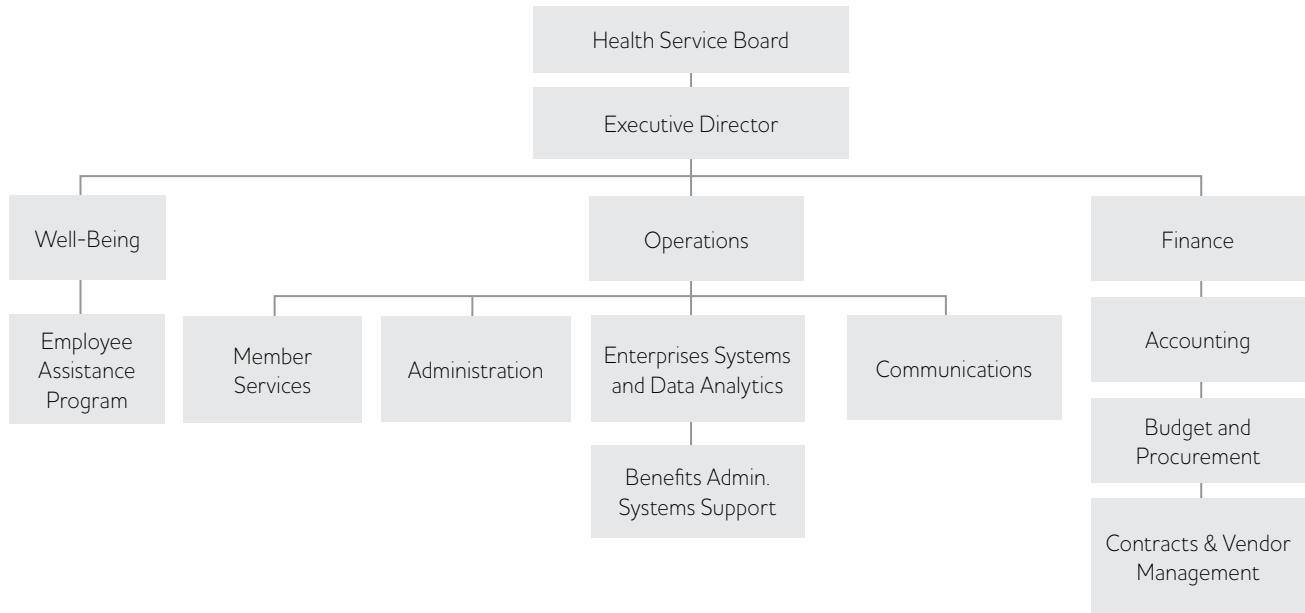 Health Service Board
Executive Director
Well-Being
Operations
Finance
Employee
Assistance
Program
Member
Services
Administration
Enterprises Systems
and Data Analytics
Communications
Accounting
Benefits Admin.
Systems Support
Budget and
Procurement
Contracts & Vendor
Management